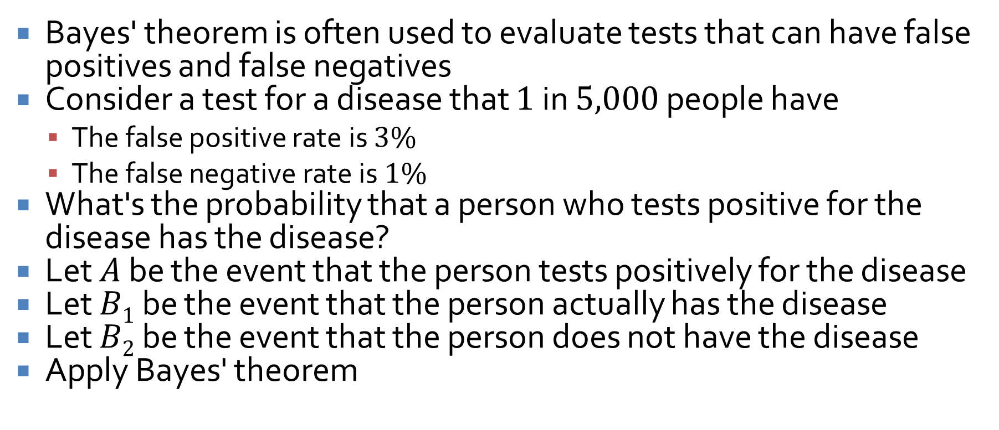 Bayes' theorem is often used to evaluate tests that can have false
positives and false negatives
Consider a test for a disease that 1 in 5,000 people have
The false positive rate is 3%
The false negative rate is 1%
What's the probability that a person who tests positive for the
disease has the disease?
Let A be the event that the person tests positively for the disease
Let B₁ be the event that the person actually has the disease
Let B₂ be the event that the person does not have the disease
Apply Bayes' theorem